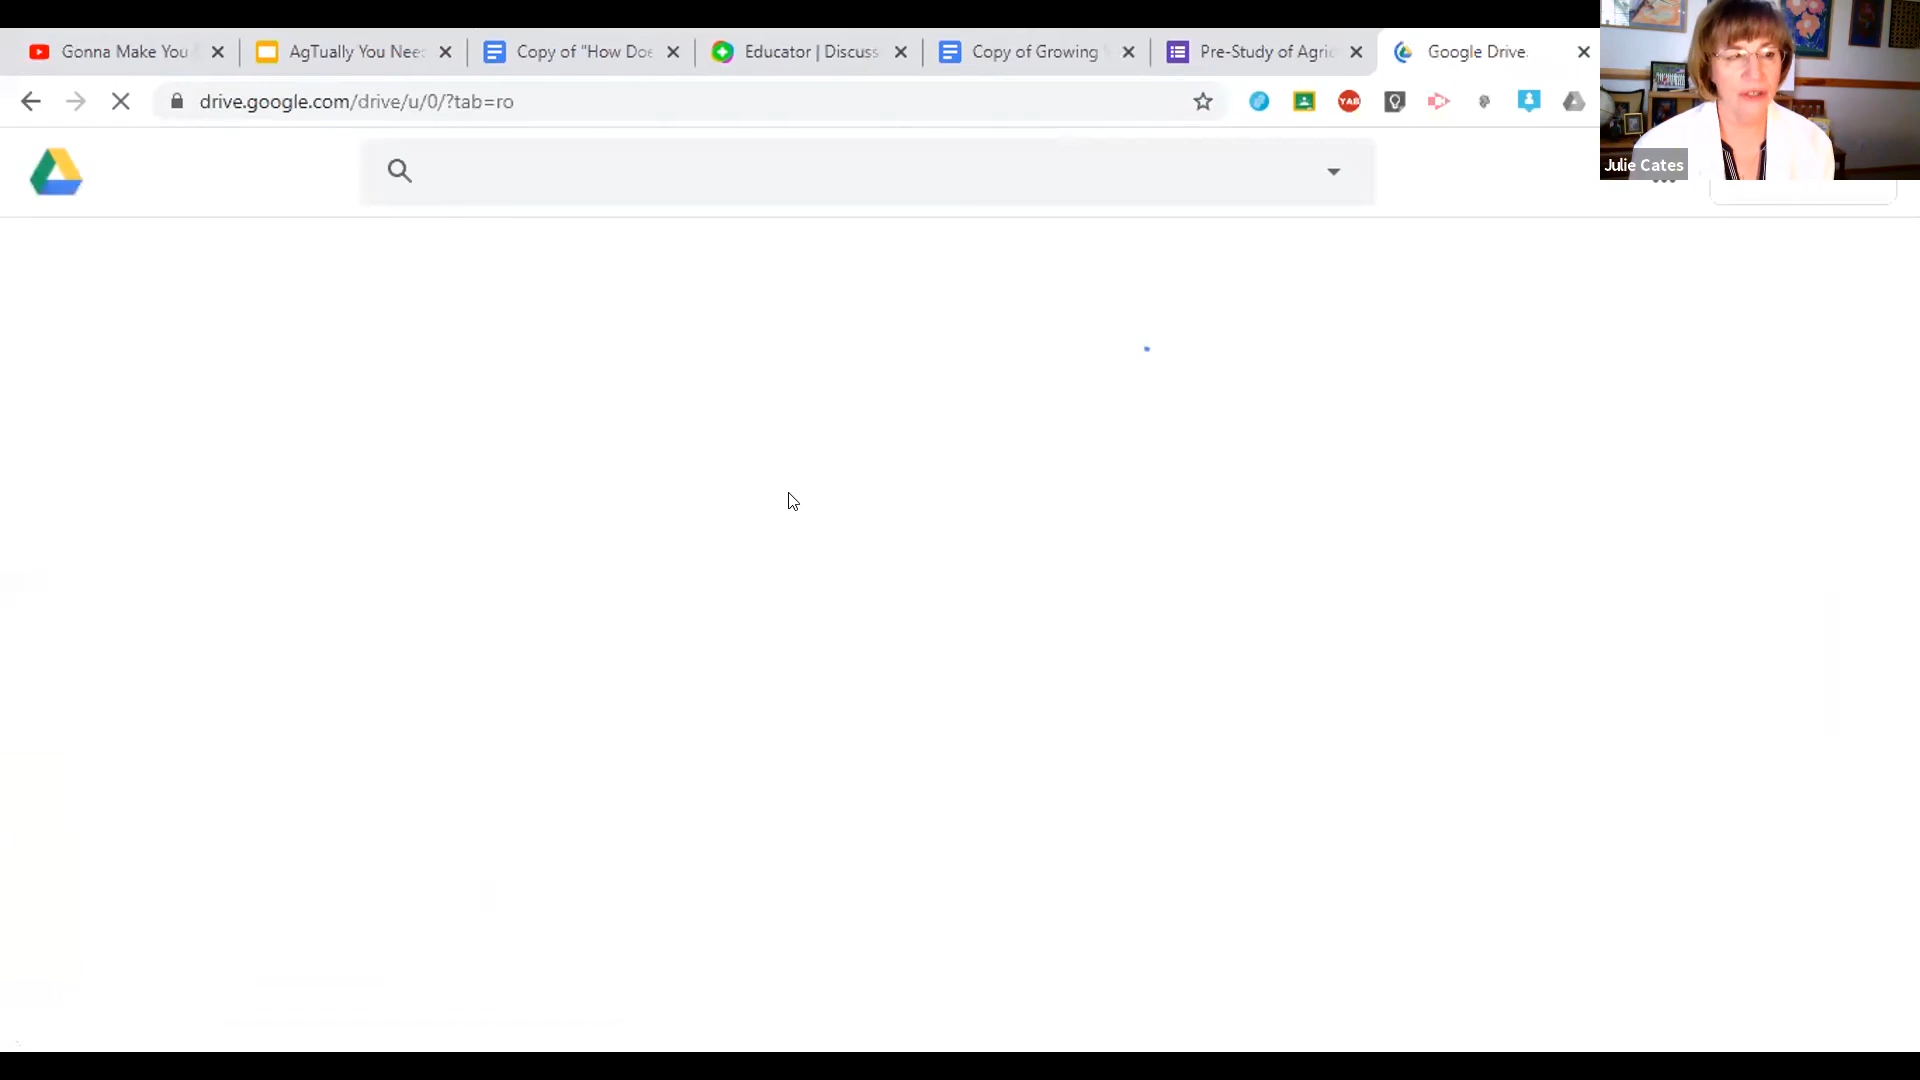 Gonna Make You
AgTually You Nee
Copy of "How Doe
Educator | Discuss
Copy of Growing
Pre-Study of Agric
Google Drive
drive.google.com/drive/u/0/?tab=ro
YAB
Julie Cates